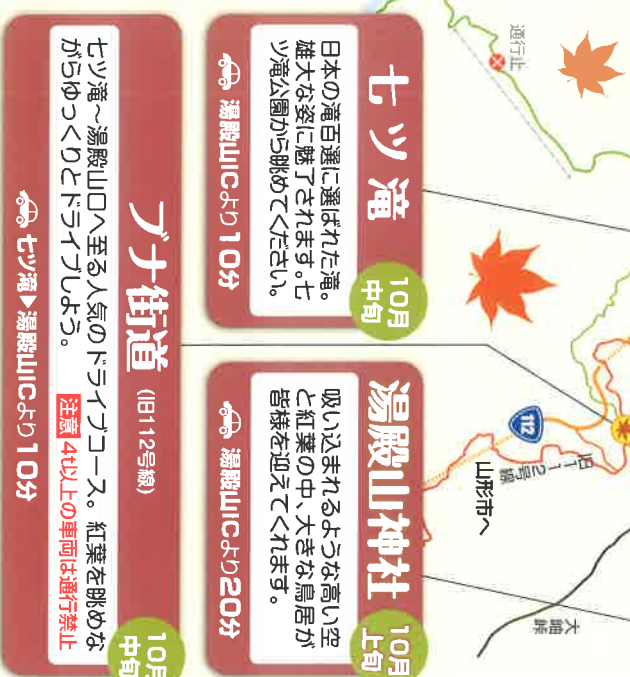 七ツ滝
10月
中旬
日本の滝百選に選ばれた滝。
雄大な姿に魅了されます。七
ツ滝公園から眺めてください。
湯殿山ICより10分
湯殿山神社
10月
上旬
吸い込まれるような高い空
と紅葉の中、大きな鳥居が
皆様を迎えてくれます。
湯殿山ICより20分
ブナ街道 (旧112号線)
10月
中旬
七ツ滝～湯殿山口へ至る人気のドライブコース。紅葉を眺めな
がらゆっくりとドライブしよう。 注意 4t以上の車両は通行禁止
七ツ滝▶湯殿山ICより10分
通行止
112
旧112号線
山形市へ
大網峠